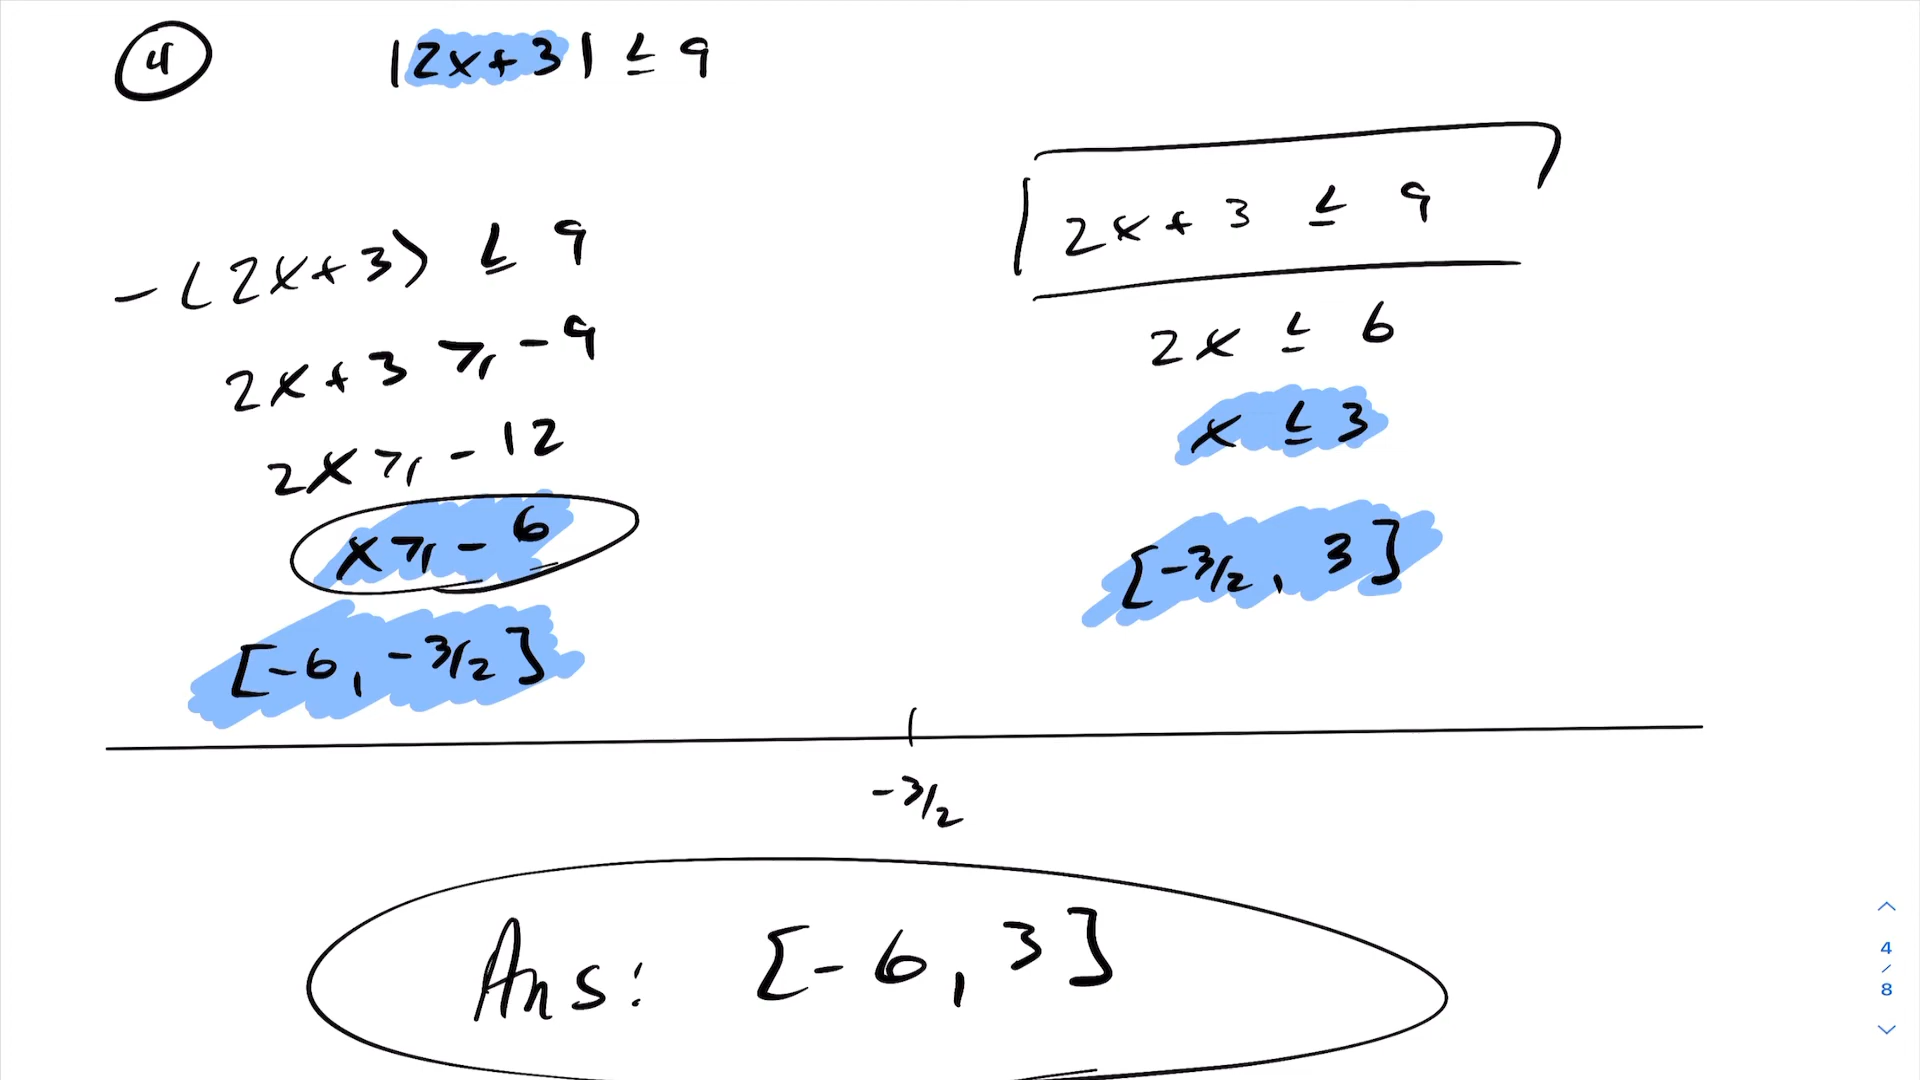 4
|2x+3| ≤ 9
-(2x+3) ≤ 9
2x+3 ≥ -9
2x ≥ -12
x ≥ -6
[-6, -3/2]
2x+3 ≤ 9
2x ≤ 6
x ≤ 3
[-3/2, 3]
-3/2
Ans: [-6, 3]
4
/
8